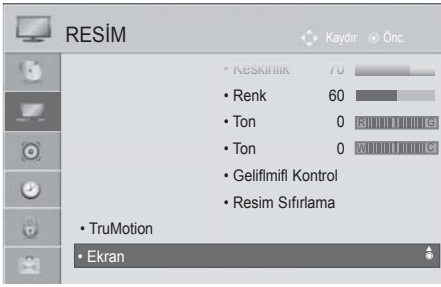 RESİM Kaydır Önc.
• Keskinlik 70
• Renk 60
• Ton 0 R G
• Ton 0 W C
• Geliflmifl Kontrol
• Resim Sıfırlama
• TruMotion
• Ekran